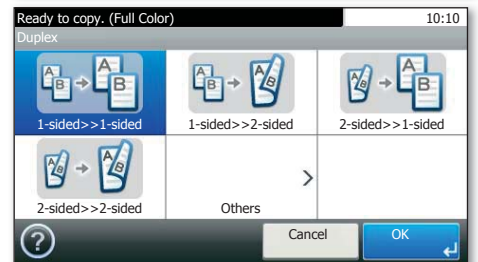 Ready to copy. (Full Color) 10:10
Duplex
A B A B
1-sided>>1-sided
A B A B
1-sided>>2-sided
A B A B
2-sided>>1-sided
A B A B
2-sided>>2-sided
Others
?
Cancel
OK